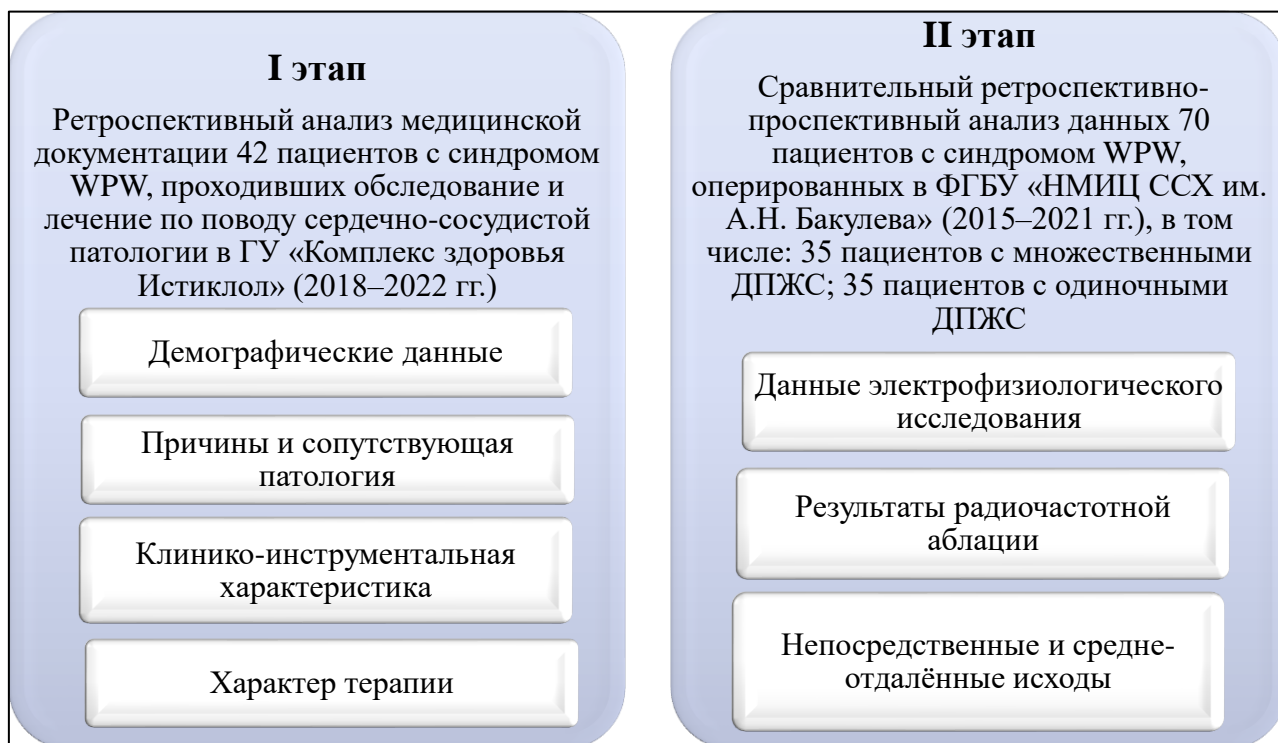 I этап
Ретроспективный анализ медицинской
документации 42 пациентов с синдромом
WPW, проходивших обследование и
лечение по поводу сердечно-сосудистой
патологии в ГУ «Комплекс здоровья
Истиклол» (2018–2022 гг.)
Демографические данные
Причины и сопутствующая
патология
Клинико-инструментальная
характеристика
Характер терапии
II этап
Сравнительный ретроспективно-
проспективный анализ данных 70
пациентов с синдромом WPW,
оперированных в ФГБУ «НМИЦ ССХ им.
А.Н. Бакулева» (2015–2021 гг.), в том
числе: 35 пациентов с множественными
ДПЖС; 35 пациентов с одиночными
ДПЖС
Данные электрофизиологического
исследования
Результаты радиочастотной
аблации
Непосредственные и средне-
отдалённые исходы